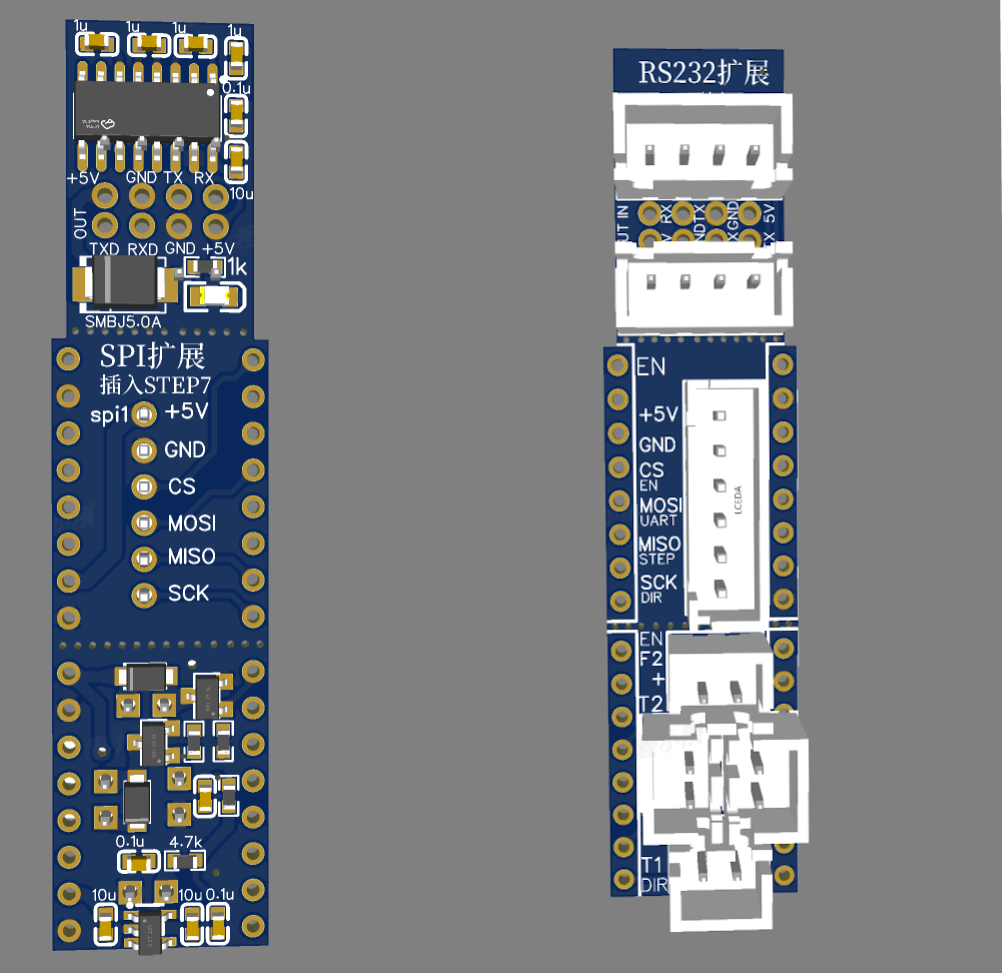 1u 1u 1u 1u
0.1u
+5V GND TX RX
10u
OUT
TXD RXD GND +5V
1k
SMBJ5.0A
SPI扩展
插入STEP7
spi1 +5V
GND
CS
MOSI
MISO
SCK
0.1u 4.7k
10u 10u 0.1u
RS232扩展
IN RX TX GND 5V
EN
+5V
GND
CS
EN
MOSI
UART
MISO
STEP
SCK
DIR
LCEDA
EN
F2
+
T2
T1
DIR